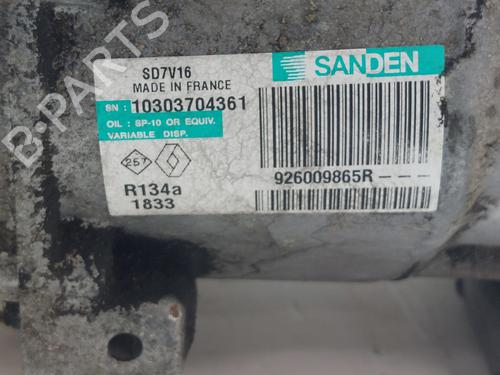 SD7V16
MADE IN FRANCE
SANDEN
SN : 10303704361
OIL : SP-10 OR EQUIV.
VARIABLE DISP.
257
R134a
1833
926009865R - - -
B-PARTS